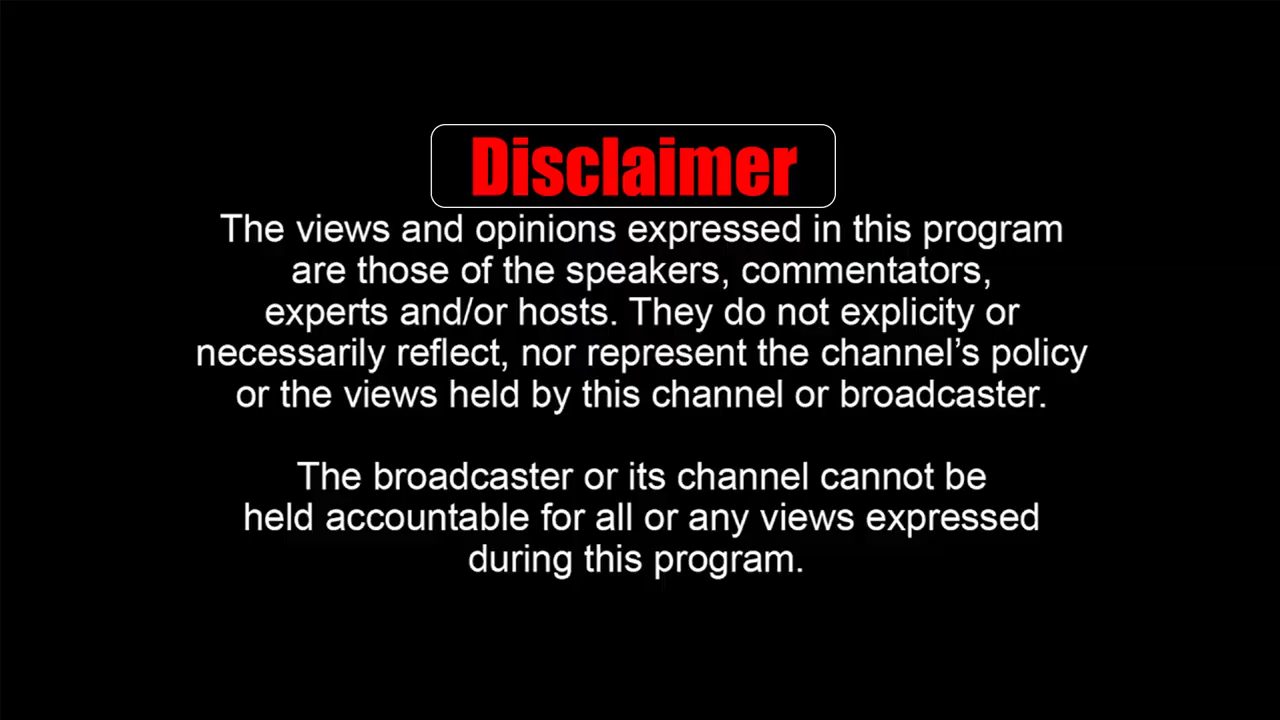 Disclaimer
The views and opinions expressed in this program
are those of the speakers, commentators,
experts and/or hosts. They do not explicity or
necessarily reflect, nor represent the channel’s policy
or the views held by this channel or broadcaster.
The broadcaster or its channel cannot be
held accountable for all or any views expressed
during this program.